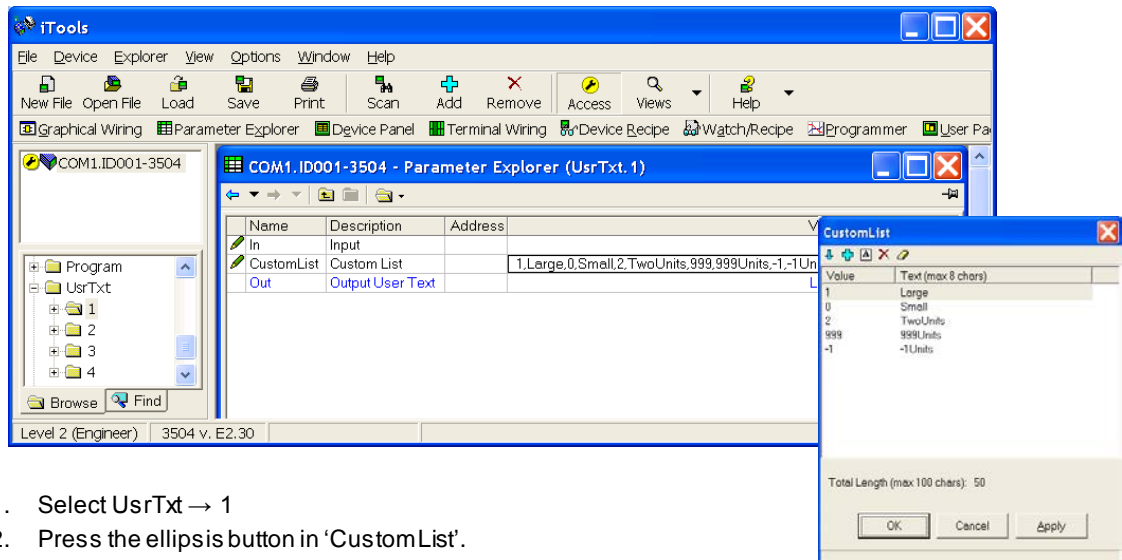 iTools
File Device Explorer View Options Window Help
New File Open File Load Save Print Scan Add Remove Access Views Help
Graphical Wiring Parameter Explorer Device Panel Terminal Wiring Device Recipe Watch/Recipe Programmer User Pa
COM1.ID001-3504
COM1.ID001-3504 - Parameter Explorer (UsrTxt.1)
Name Description Address V
In Input
CustomList Custom List 1,Large,0,Small,2,TwoUnits,999,999Units,-1,-1Un
Out Output User Text L
Program
UsrTxt
1
2
3
4
Browse Find
Level 2 (Engineer) 3504 v. E2.30
CustomList
Value Text (max 8 chars)
1 Large
0 Small
2 TwoUnits
999 999Units
-1 -1Units
Total Length (max 100 chars): 50
OK Cancel Apply
. Select UsrTxt → 1
2. Press the ellipsis button in ‘CustomList’.